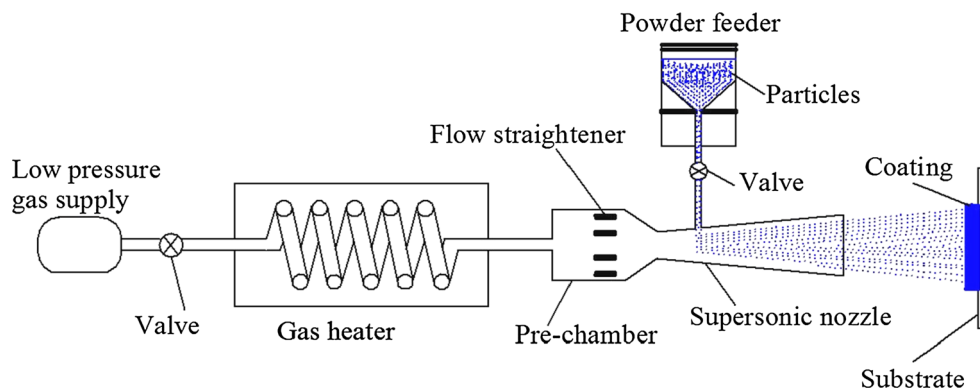 Powder feeder
Particles
Flow straightener
Low pressure
gas supply
Coating
Valve
Valve
Gas heater
Pre-chamber
Supersonic nozzle
Substrate